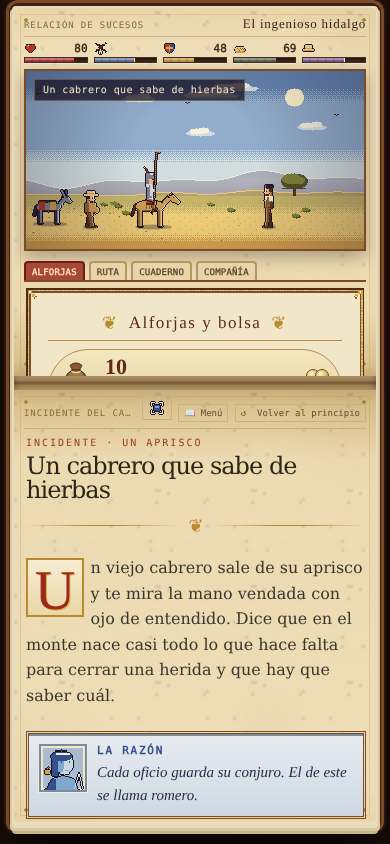 RELACIÓN DE SUCESOS
El ingenioso hidalgo
80
48
69
Un cabrero que sabe de hierbas
ALFORJAS
RUTA
CUADERNO
COMPAÑÍA
Alforjas y bolsa
10
INCIDENTE DEL CA…
Menú
↺ Volver al principio
INCIDENTE · UN APRISCO
Un cabrero que sabe de
hierbas
Un viejo cabrero sale de su aprisco
y te mira la mano vendada con
ojo de entendido. Dice que en el
monte nace casi todo lo que hace falta
para cerrar una herida y que hay que
saber cuál.
LA RAZÓN
Cada oficio guarda su conjuro. El de este
se llama romero.